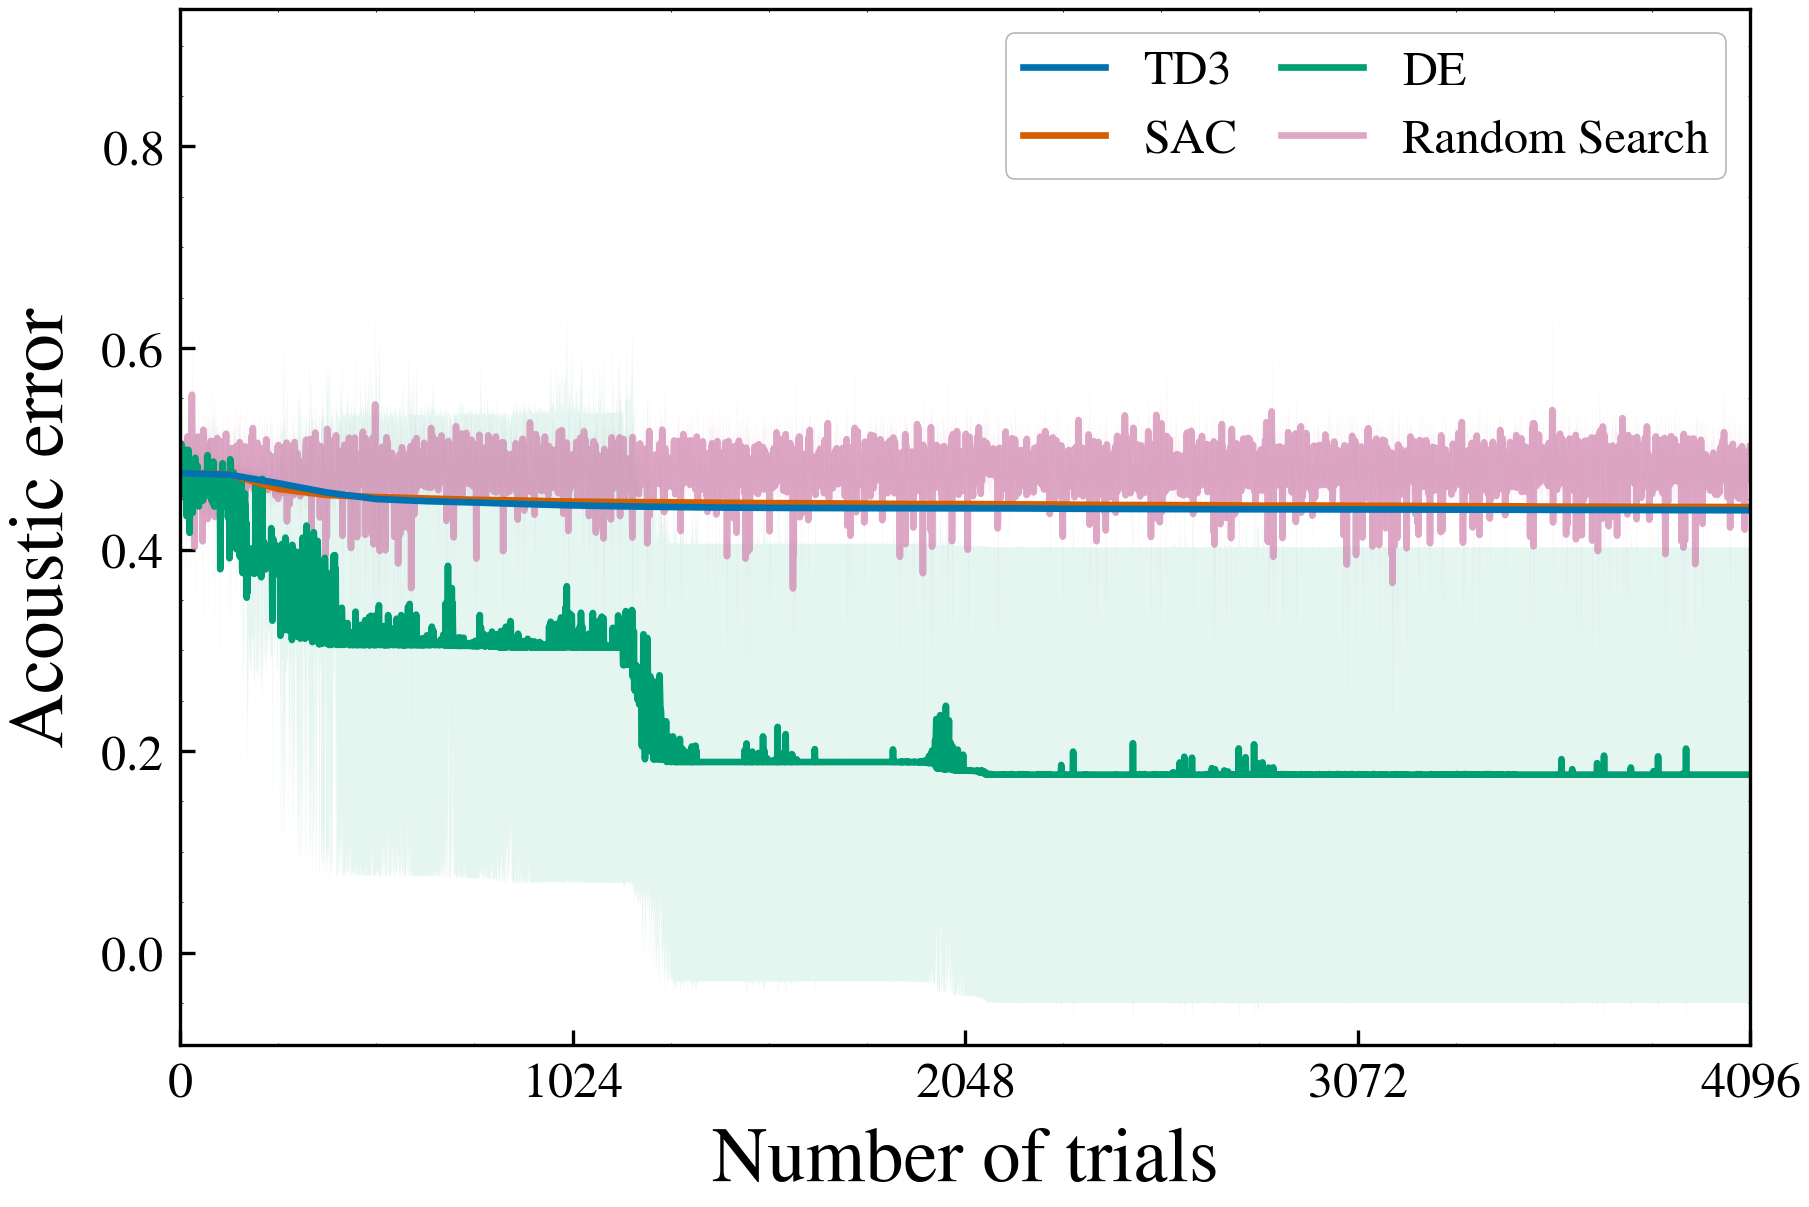 TD3
DE
SAC
Random Search
0.8
0.6
0.4
0.2
0.0
Acoustic error
0
1024
2048
3072
4096
Number of trials